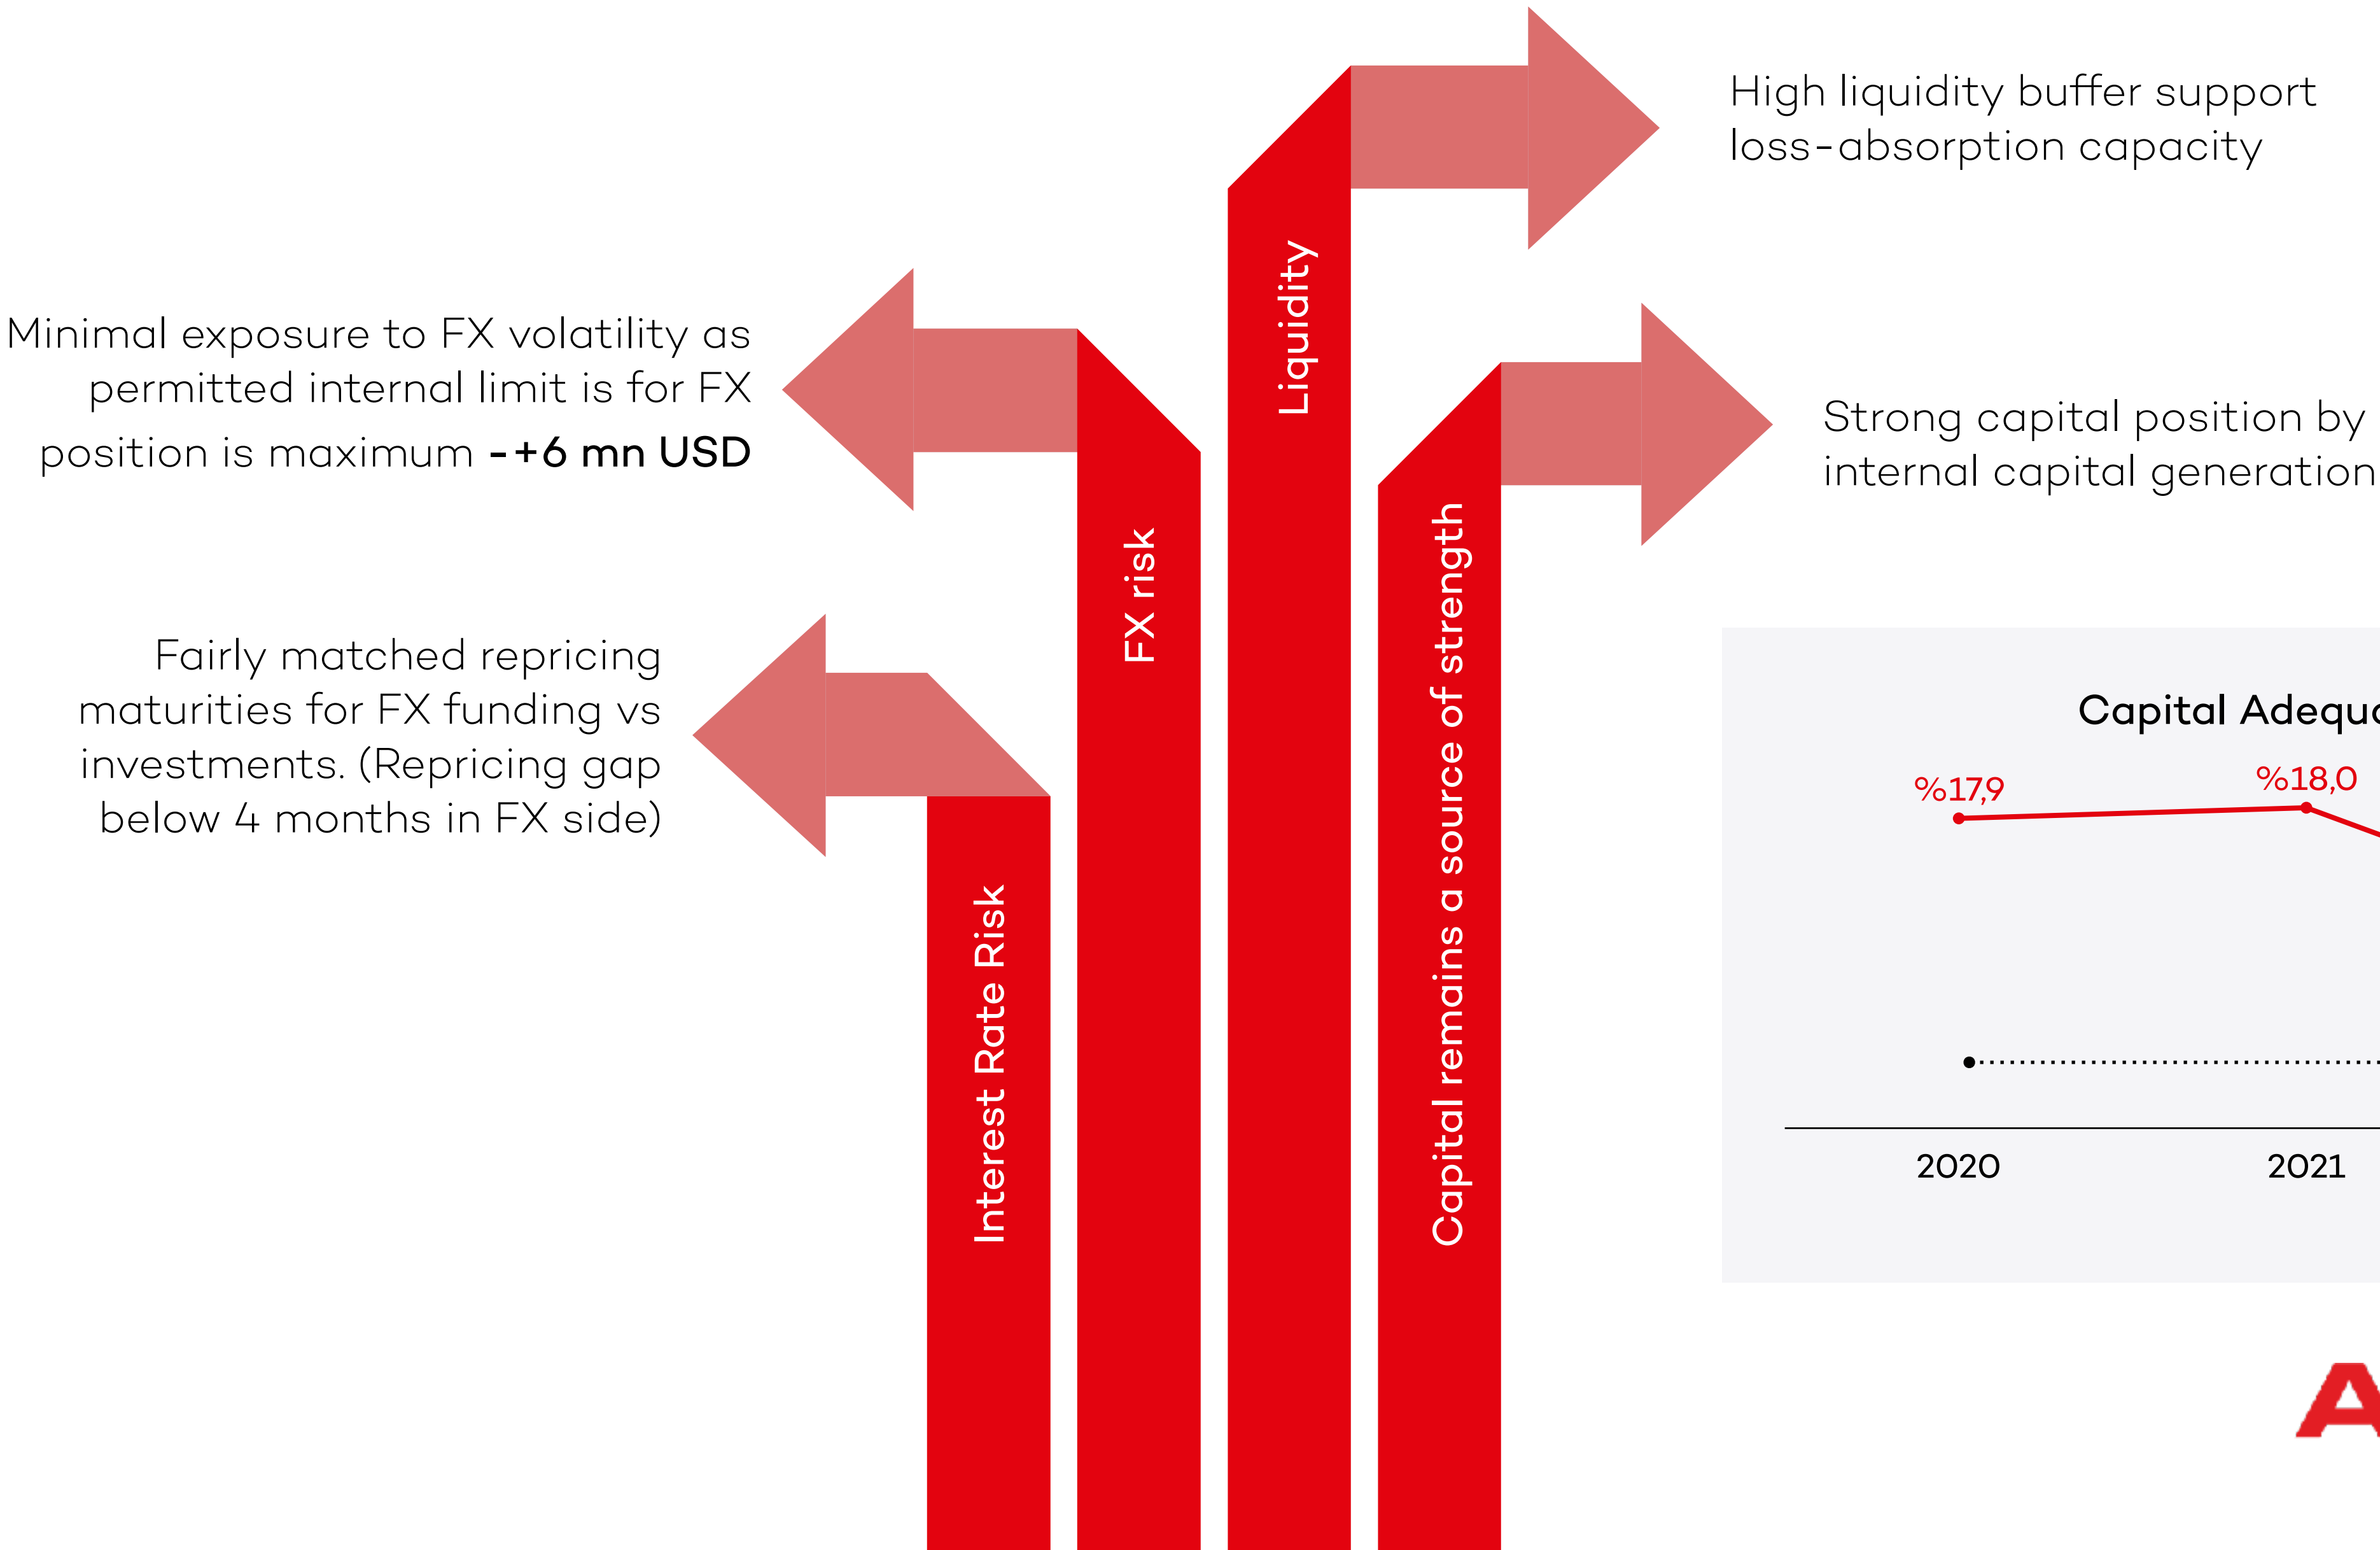 High liquidity buffer support
loss-absorption capacity
Liquidity
Minimal exposure to FX volatility as
permitted internal limit is for FX
position is maximum -+6 mn USD
FX risk
Strong capital position by
internal capital generation
Capital remains a source of strength
Fairly matched repricing
maturities for FX funding vs
investments. (Repricing gap
below 4 months in FX side)
Interest Rate Risk
Capital
%17,9
%18,0
2020
2021